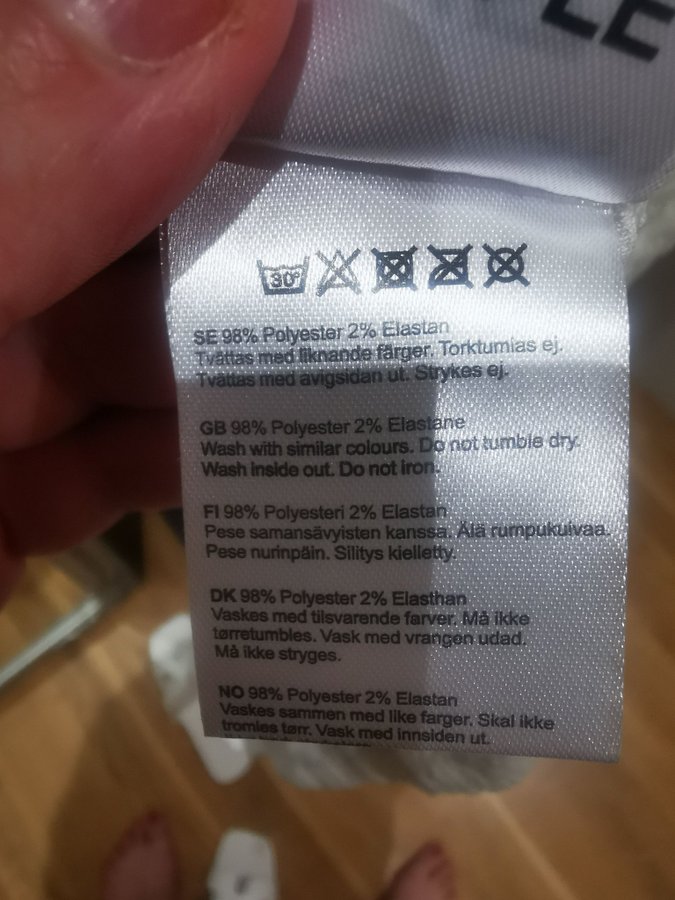 LE
30°
SE 98% Polyester 2% Elastan
Tvättas med liknande färger. Torktumlas ej.
Tvättas med avigsidan ut. Strykes ej.
GB 98% Polyester 2% Elastane
Wash with similar colours. Do not tumble dry.
Wash inside out. Do not iron.
FI 98% Polyesteri 2% Elastan
Pese samansävyisten kanssa. Älä rumpukuivaa.
Pese nurinpäin. Silitys kielletty.
DK 98% Polyester 2% Elasthan
Vaskes med tilsvarende farver. Må ikke
tørretumbles. Vask med vrangen udad.
Må ikke stryges.
NO 98% Polyester 2% Elastan
Vaskes sammen med like farger. Skal ikke
tromles tørr. Vask med innsiden ut.